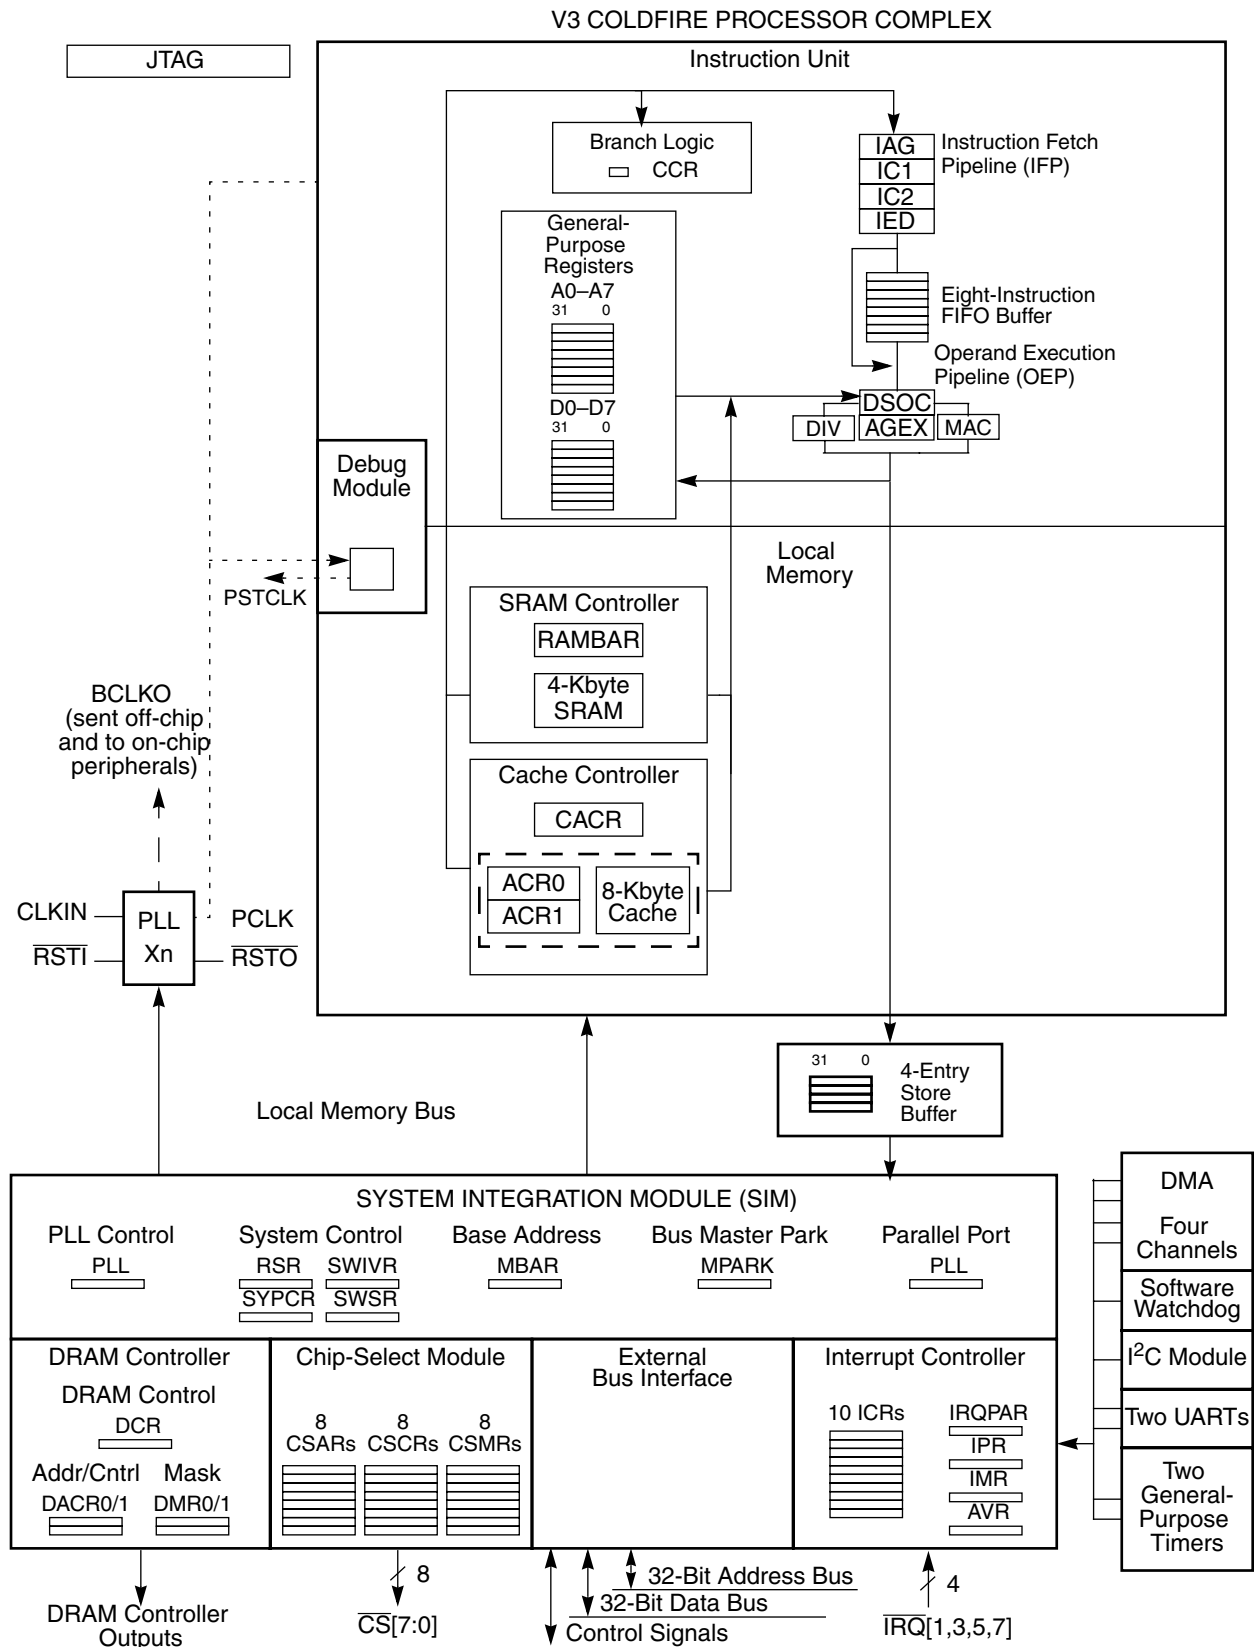 V3 COLDFIRE PROCESSOR COMPLEX
JTAG
Instruction Unit
Branch Logic
CCR
IAG
IC1
IC2
IED
Instruction Fetch
Pipeline (IFP)
General-
Purpose
Registers
A0–A7
31 0
D0–D7
31 0
Eight-Instruction
FIFO Buffer
Operand Execution
Pipeline (OEP)
DSOC
DIV
AGEX
MAC
Debug
Module
PSTCLK
Local
Memory
SRAM Controller
RAMBAR
4-Kbyte
SRAM
Cache Controller
CACR
ACR0
ACR1
8-Kbyte
Cache
BCLKO
(sent off-chip
and to on-chip
peripherals)
CLKIN
RSTI
PLL
Xn
PCLK
RSTO
31 0
4-Entry
Store
Buffer
Local Memory Bus
SYSTEM INTEGRATION MODULE (SIM)
PLL Control
PLL
System Control
RSR SWIVR
SYPCR SWSR
Base Address
MBAR
Bus Master Park
MPARK
Parallel Port
PLL
DMA
Four
Channels
Software
Watchdog
I²C Module
Two UARTs
Two
General-
Purpose
Timers
DRAM Controller
DRAM Control
DCR
Addr/Cntrl Mask
DACR0/1 DMR0/1
Chip-Select Module
8 8 8
CSARs CSCRs CSMRs
External
Bus Interface
Interrupt Controller
10 ICRs
IRQPAR
IPR
IMR
AVR
DRAM Controller
Outputs
8
CS[7:0]
32-Bit Address Bus
32-Bit Data Bus
Control Signals
4
IRQ[1,3,5,7]